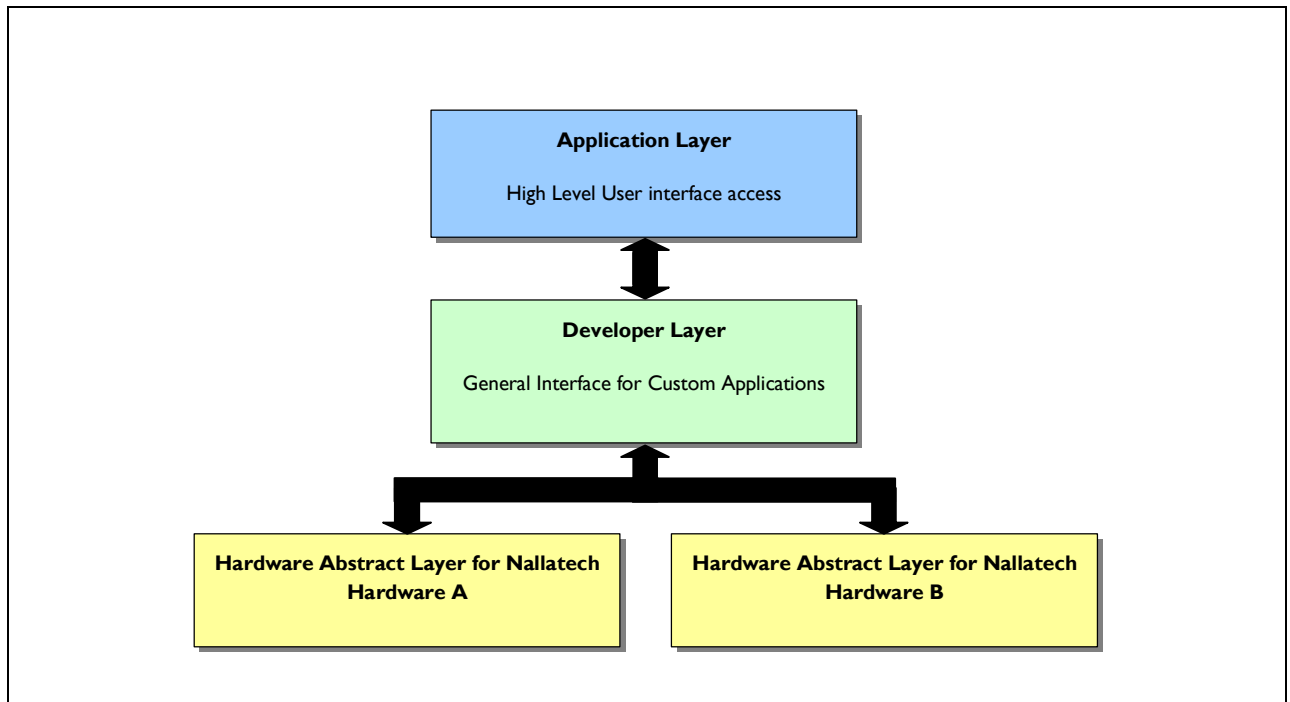 Application Layer
High Level User interface access
Developer Layer
General Interface for Custom Applications
Hardware Abstract Layer for Nallatech
Hardware A
Hardware Abstract Layer for Nallatech
Hardware B